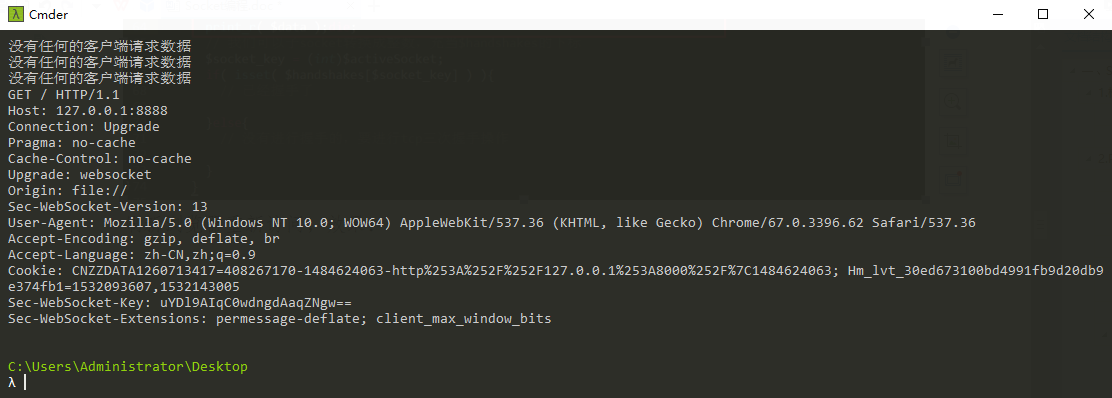 λ Cmder
没有任何的客户端请求数据
没有任何的客户端请求数据
没有任何的客户端请求数据
GET / HTTP/1.1
Host: 127.0.0.1:8888
Connection: Upgrade
Pragma: no-cache
Cache-Control: no-cache
Upgrade: websocket
Origin: file://
Sec-WebSocket-Version: 13
User-Agent: Mozilla/5.0 (Windows NT 10.0; WOW64) AppleWebKit/537.36 (KHTML, like Gecko) Chrome/67.0.3396.62 Safari/537.36
Accept-Encoding: gzip, deflate, br
Accept-Language: zh-CN,zh;q=0.9
Cookie: CNZZDATA1260713417=408267170-1484624063-http%253A%252F%252F127.0.0.1%253A8000%252F%7C1484624063; Hm_lvt_30ed673100bd4991fb9d20db9
e374fb1=1532093607,1532143005
Sec-WebSocket-Key: uYDl9AIqC0wdngdAaqZNgw==
Sec-WebSocket-Extensions: permessage-deflate; client_max_window_bits
C:\Users\Administrator\Desktop
λ